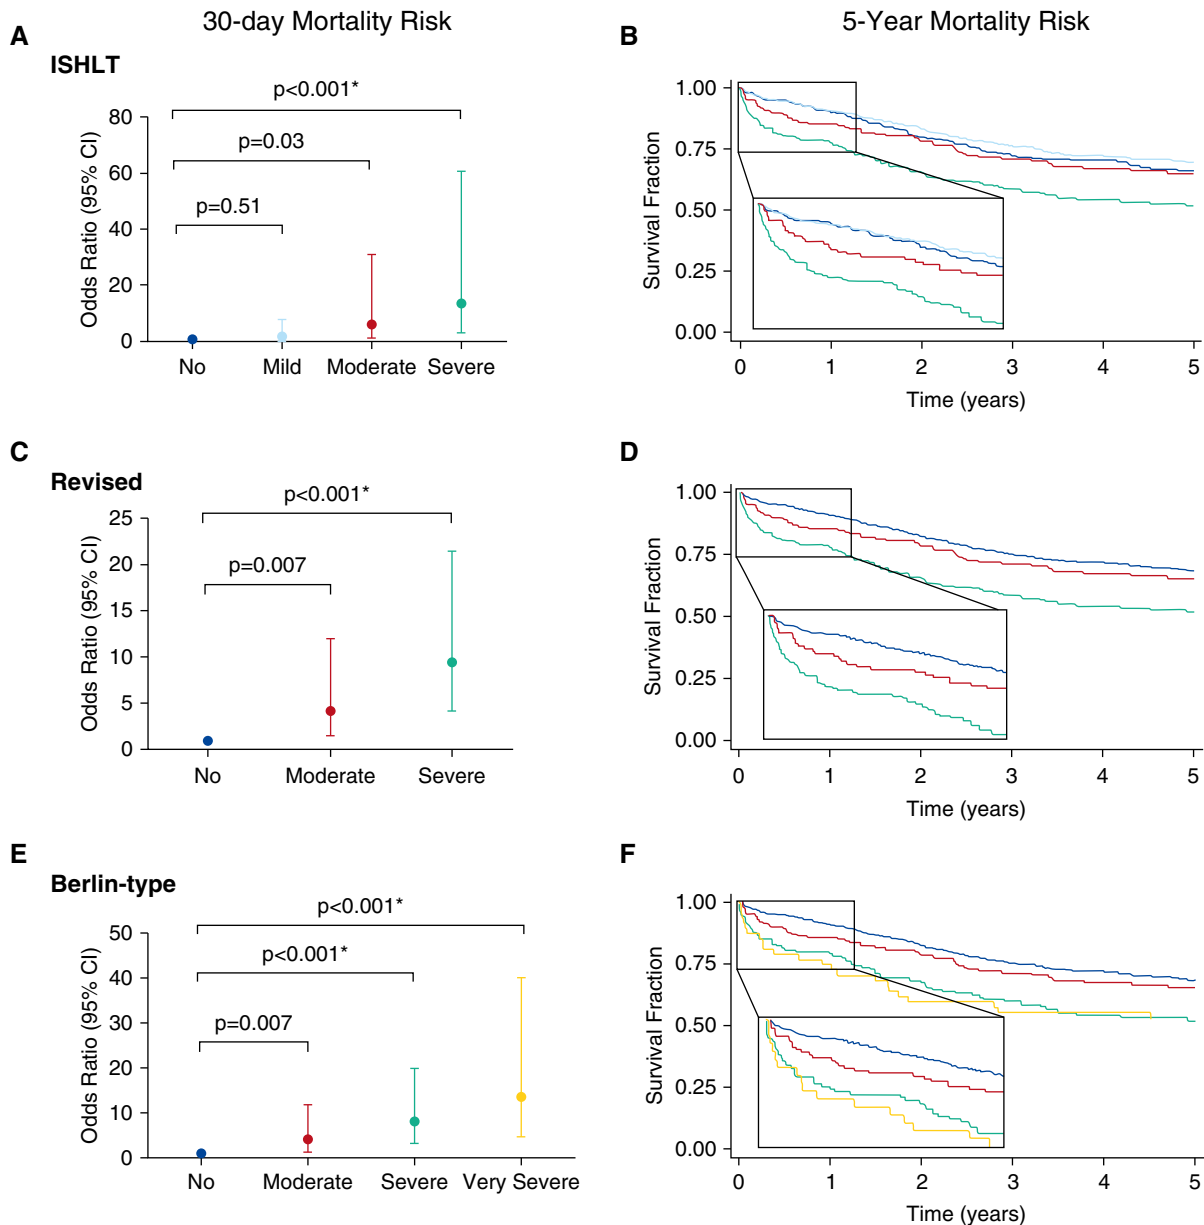 30-day Mortality Risk
5-Year Mortality Risk
A
ISHLT
p<0.001*
p=0.03
p=0.51
Odds Ratio (95% CI)
80
60
40
20
0
No Mild Moderate Severe
B
Survival Fraction
1.00
0.75
0.50
0.25
0.00
0 1 2 3 4 5
Time (years)
C
Revised
p<0.001*
p=0.007
Odds Ratio (95% CI)
25
20
15
10
5
0
No Moderate Severe
D
Survival Fraction
1.00
0.75
0.50
0.25
0.00
0 1 2 3 4 5
Time (years)
E
Berlin-type
p<0.001*
p<0.001*
p=0.007
Odds Ratio (95% CI)
50
40
30
20
10
0
No Moderate Severe Very Severe
F
Survival Fraction
1.00
0.75
0.50
0.25
0.00
0 1 2 3 4 5
Time (years)